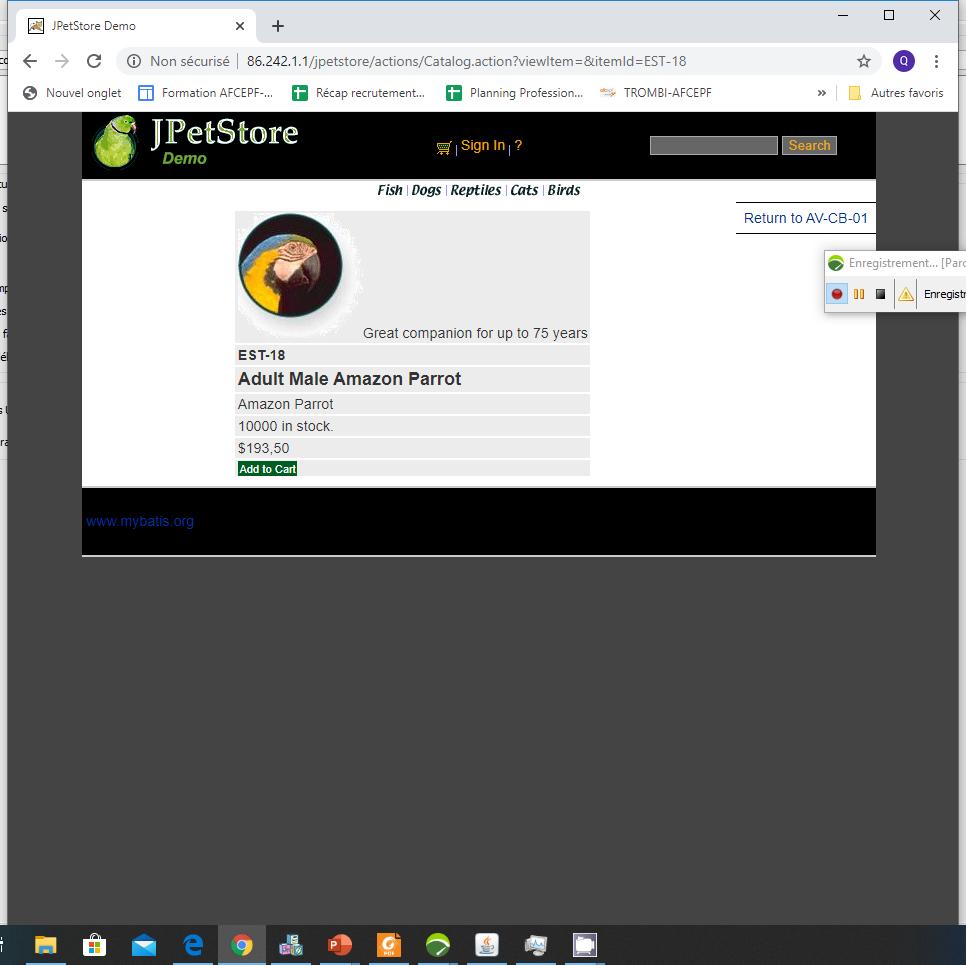 JPetStore Demo
Non sécurisé 86.242.1.1/jpetstore/actions/Catalog.action?viewItem=&itemId=EST-18
Q
Nouvel onglet Formation AFCEPF-... Récap recrutement... Planning Profession... TROMBI-AFCEPF » Autres favoris
JPetStore
Demo
Sign In ?
Search
Fish | Dogs | Reptiles | Cats | Birds
Return to AV-CB-01
Enregistrement... [Parc
Enregistr
Great companion for up to 75 years
EST-18
Adult Male Amazon Parrot
Amazon Parrot
10000 in stock.
$193,50
Add to Cart
www.mybatis.org